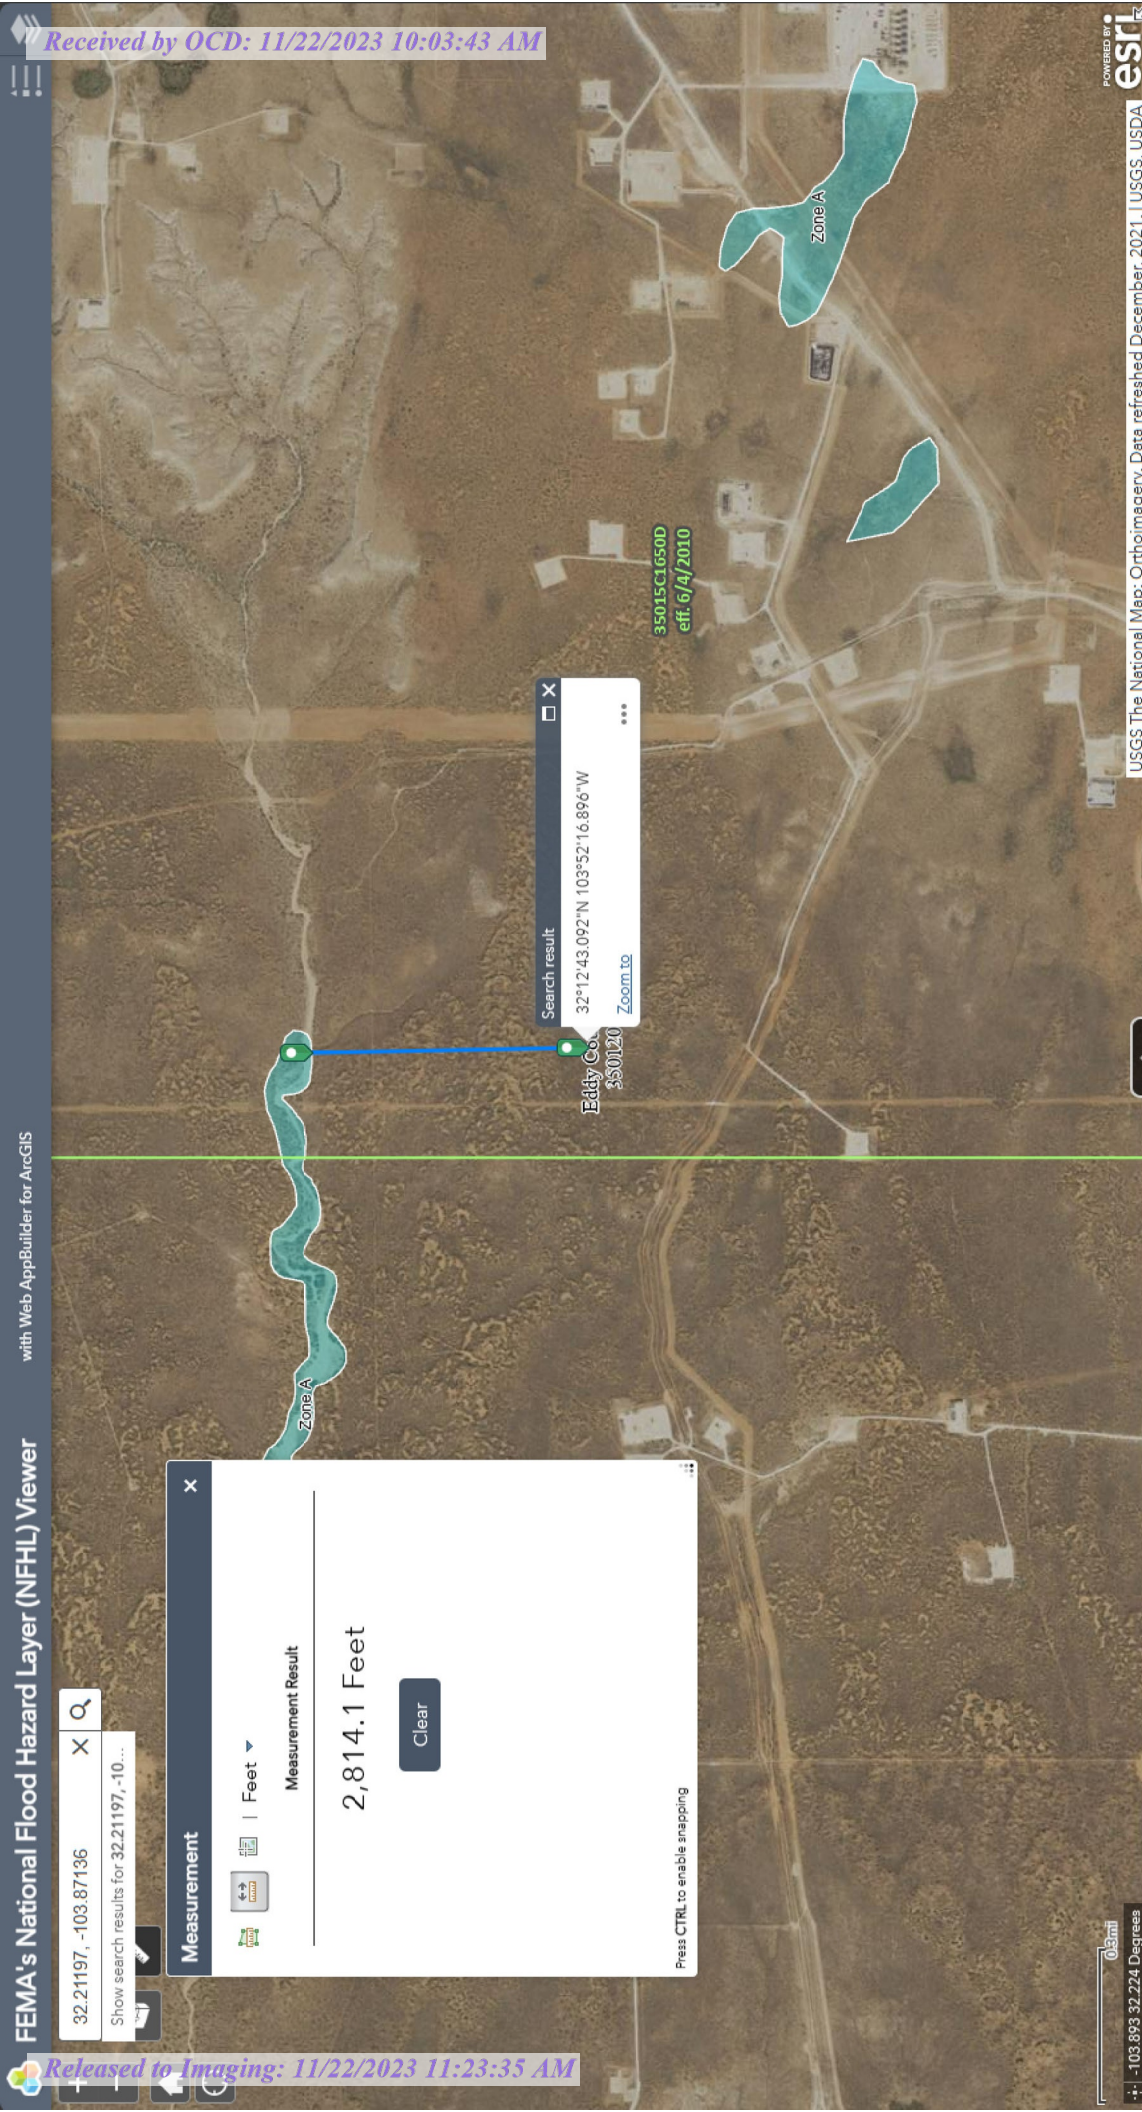 Received by OCD: 11/22/2023 10:03:43 AM
FEMA's National Flood Hazard Layer (NFHL) Viewer
with Web AppBuilder for ArcGIS
32.21197, -103.87136
Show search results for 32.21197, -10...
Measurement
Feet
Measurement Result
2,814.1 Feet
Clear
Press CTRL to enable snapping
Zone A
Search result
32°12'43.092"N 103°52'16.896"W
Zoom to
Eddy Co
350120
35015C1650D
eff. 6/4/2010
Zone A
0.3mi
-103.893 32.224 Degrees
USGS The National Map: Orthoimagery. Data refreshed December, 2021. | USGS, USDA
POWERED BY
esri
Released to Imaging: 11/22/2023 11:23:35 AM